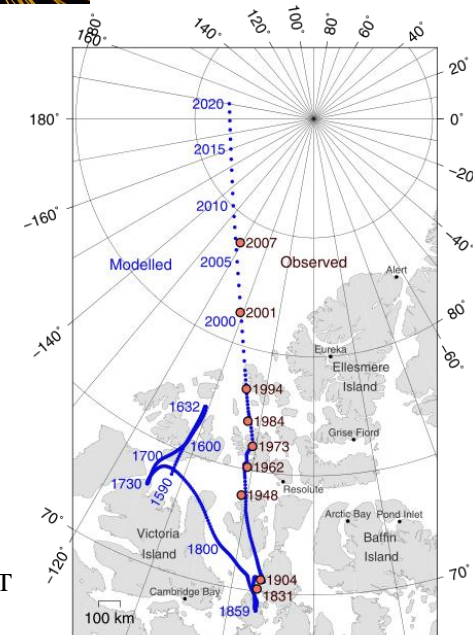 180°
160°
140°
120°
100°
80°
60°
40°
20°
0°
−20°
−40°
80°
−60°
70°
180°
−160°
−140°
70°
−120°
2020
2015
2010
2007
2005
Modelled
Observed
2001
2000
Alert
Eureka
Ellesmere
Island
1994
1984
1973
1962
1948
Grise Fiord
Resolute
1632
1600
1700
1730
1590
Arctic Bay
Pond Inlet
Baffin
Island
Victoria
Island
1800
1904
1831
1859
Cambridge Bay
100 km
T